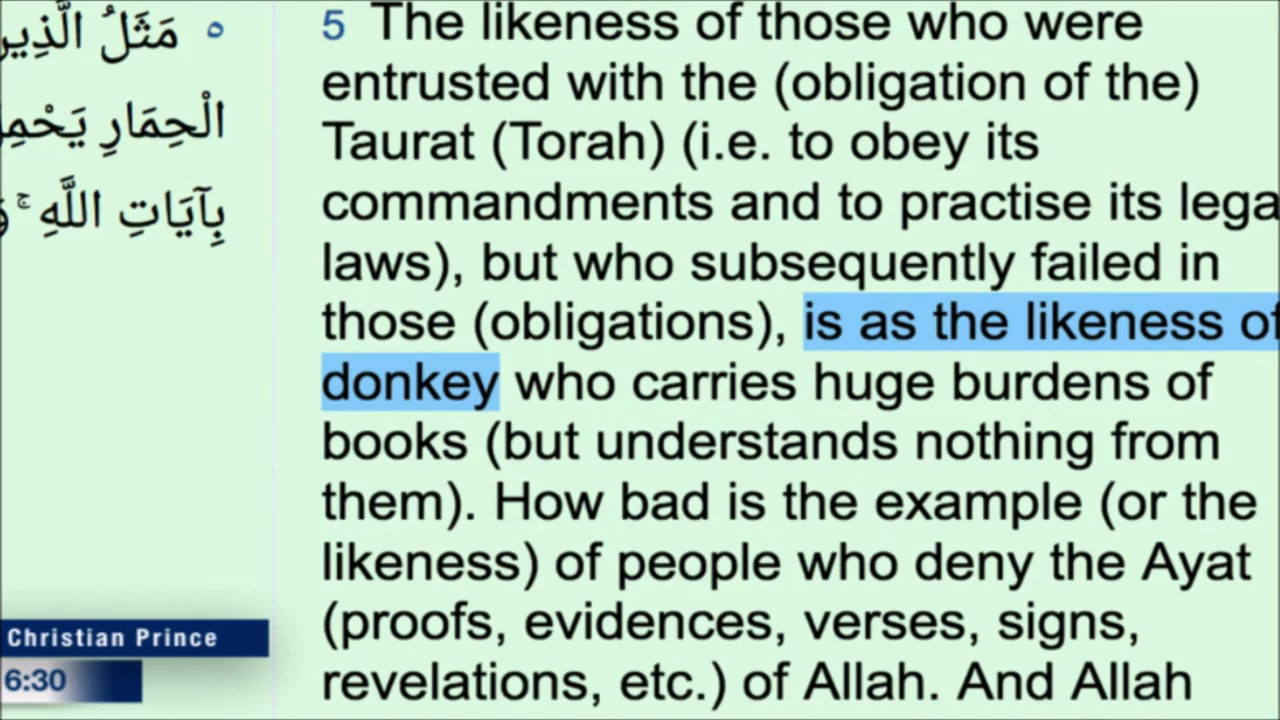 ٥ مَثَلُ الَّذِين
الْحِمَارِ يَحْمِ
بِآيَاتِ اللَّهِ ۚ وَ
5 The likeness of those who were
entrusted with the (obligation of the)
Taurat (Torah) (i.e. to obey its
commandments and to practise its lega
laws), but who subsequently failed in
those (obligations), is as the likeness of
donkey who carries huge burdens of
books (but understands nothing from
them). How bad is the example (or the
likeness) of people who deny the Ayat
(proofs, evidences, verses, signs,
revelations, etc.) of Allah. And Allah
Christian Prince
6:30